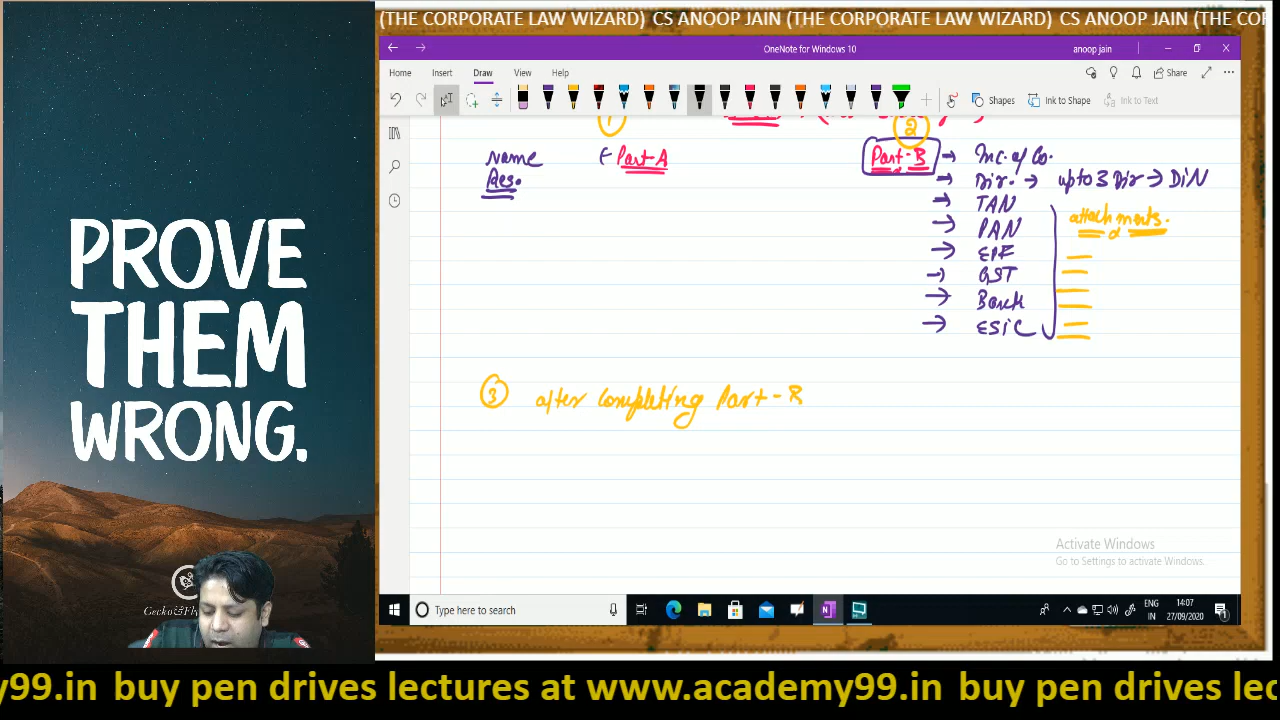 (THE CORPORATE LAW WIZARD) CS ANOOP JAIN (THE CORPORATE LAW WIZARD) CS ANOOP JAIN (THE COR
OneNote for Windows 10
anoop jain
Home Insert Draw View Help
Share
Shapes
Ink to Shape
Ink to Text
1
2
Name
Res.
Part-A
Part-B
Inc. of Co.
Dir. → upto 3 Dir → DIN
TAN
PAN
EPF
GST
Bank
ESIC
attachments.
3 after Completing Part-B
PROVE
THEM
WRONG.
Activate Windows
Go to Settings to activate Windows.
Type here to search
ENG
IN
14:07
27/09/2020
y99.in buy pen drives lectures at www.academy99.in buy pen drives lec